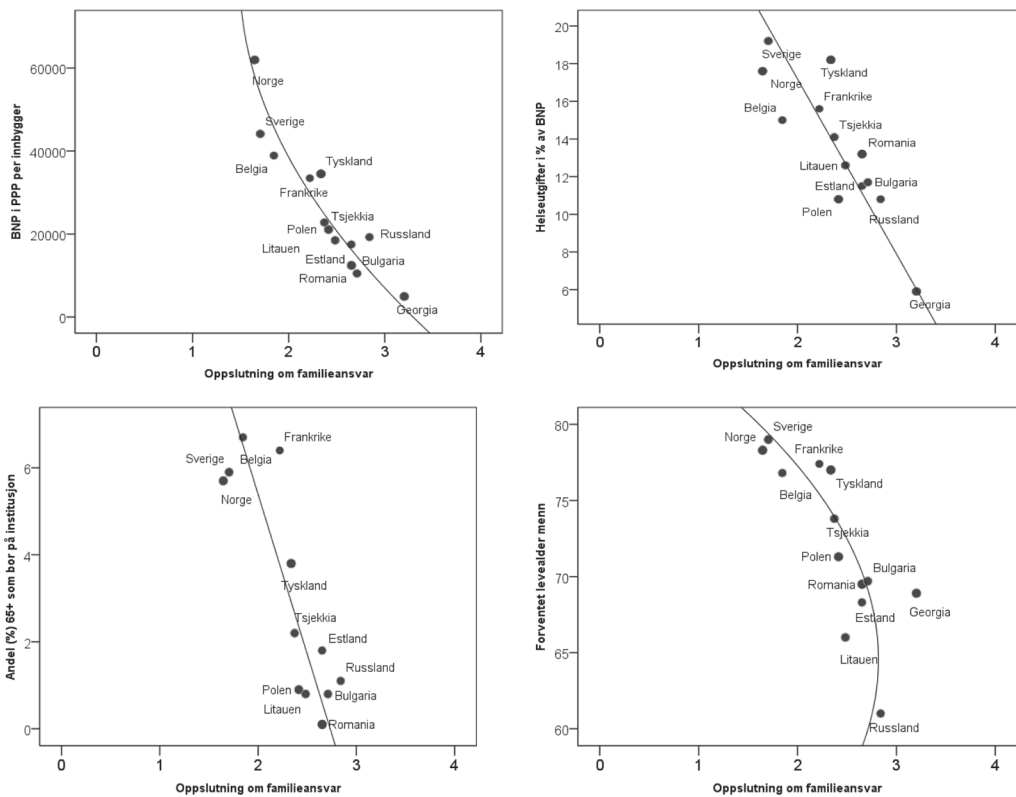 BNP i PPP per innbygger
60000
40000
20000
0
Norge
Sverige
Belgia
Tyskland
Frankrike
Tsjekkia
Polen
Russland
Litauen
Estland
Bulgaria
Romania
Georgia
0 1 2 3 4
Oppslutning om familieansvar
Helseutgifter i % av BNP
20
18
16
14
12
10
8
6
Sverige
Tyskland
Norge
Frankrike
Belgia
Tsjekkia
Romania
Litauen
Estland
Bulgaria
Polen
Russland
Georgia
0 1 2 3 4
Oppslutning om familieansvar
Andel (%) 65+ som bor på institusjon
6
4
2
0
Frankrike
Sverige
Belgia
Norge
Tyskland
Tsjekkia
Estland
Russland
Polen
Bulgaria
Litauen
Romania
0 1 2 3 4
Oppslutning om familieansvar
Forventet levealder menn
80
75
70
65
60
Sverige
Norge
Frankrike
Tyskland
Belgia
Tsjekkia
Polen
Bulgaria
Romania
Georgia
Estland
Litauen
Russland
0 1 2 3 4
Oppslutning om familieansvar